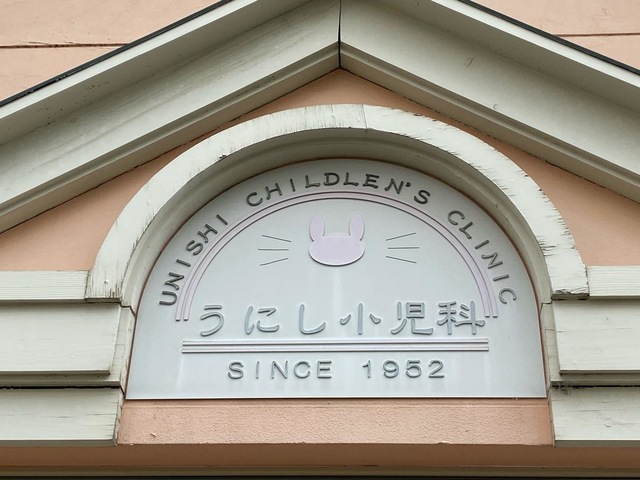 UNISHI CHILDLEN'S CLINIC
うにし小児科
SINCE 1952